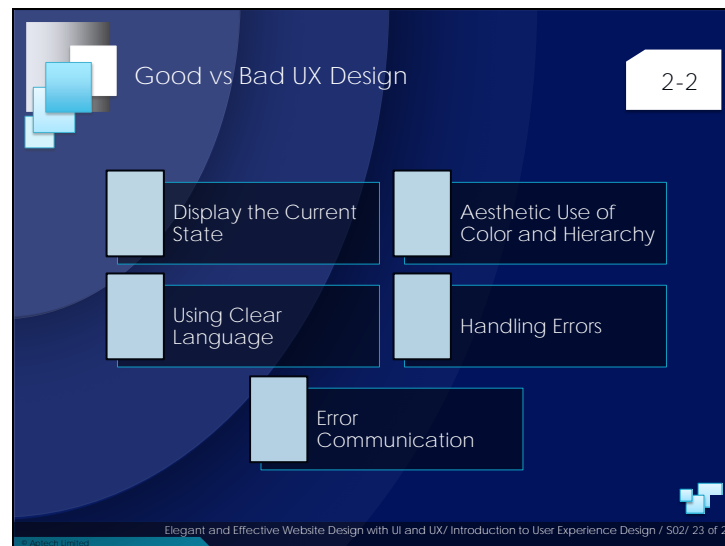 Good vs Bad UX Design
2-2
Display the Current
State
Aesthetic Use of
Color and Hierarchy
Using Clear
Language
Handling Errors
Error
Communication
Elegant and Effective Website Design with UI and UX/ Introduction to User Experience Design / S02/ 23 of 2
© Aptech Limited